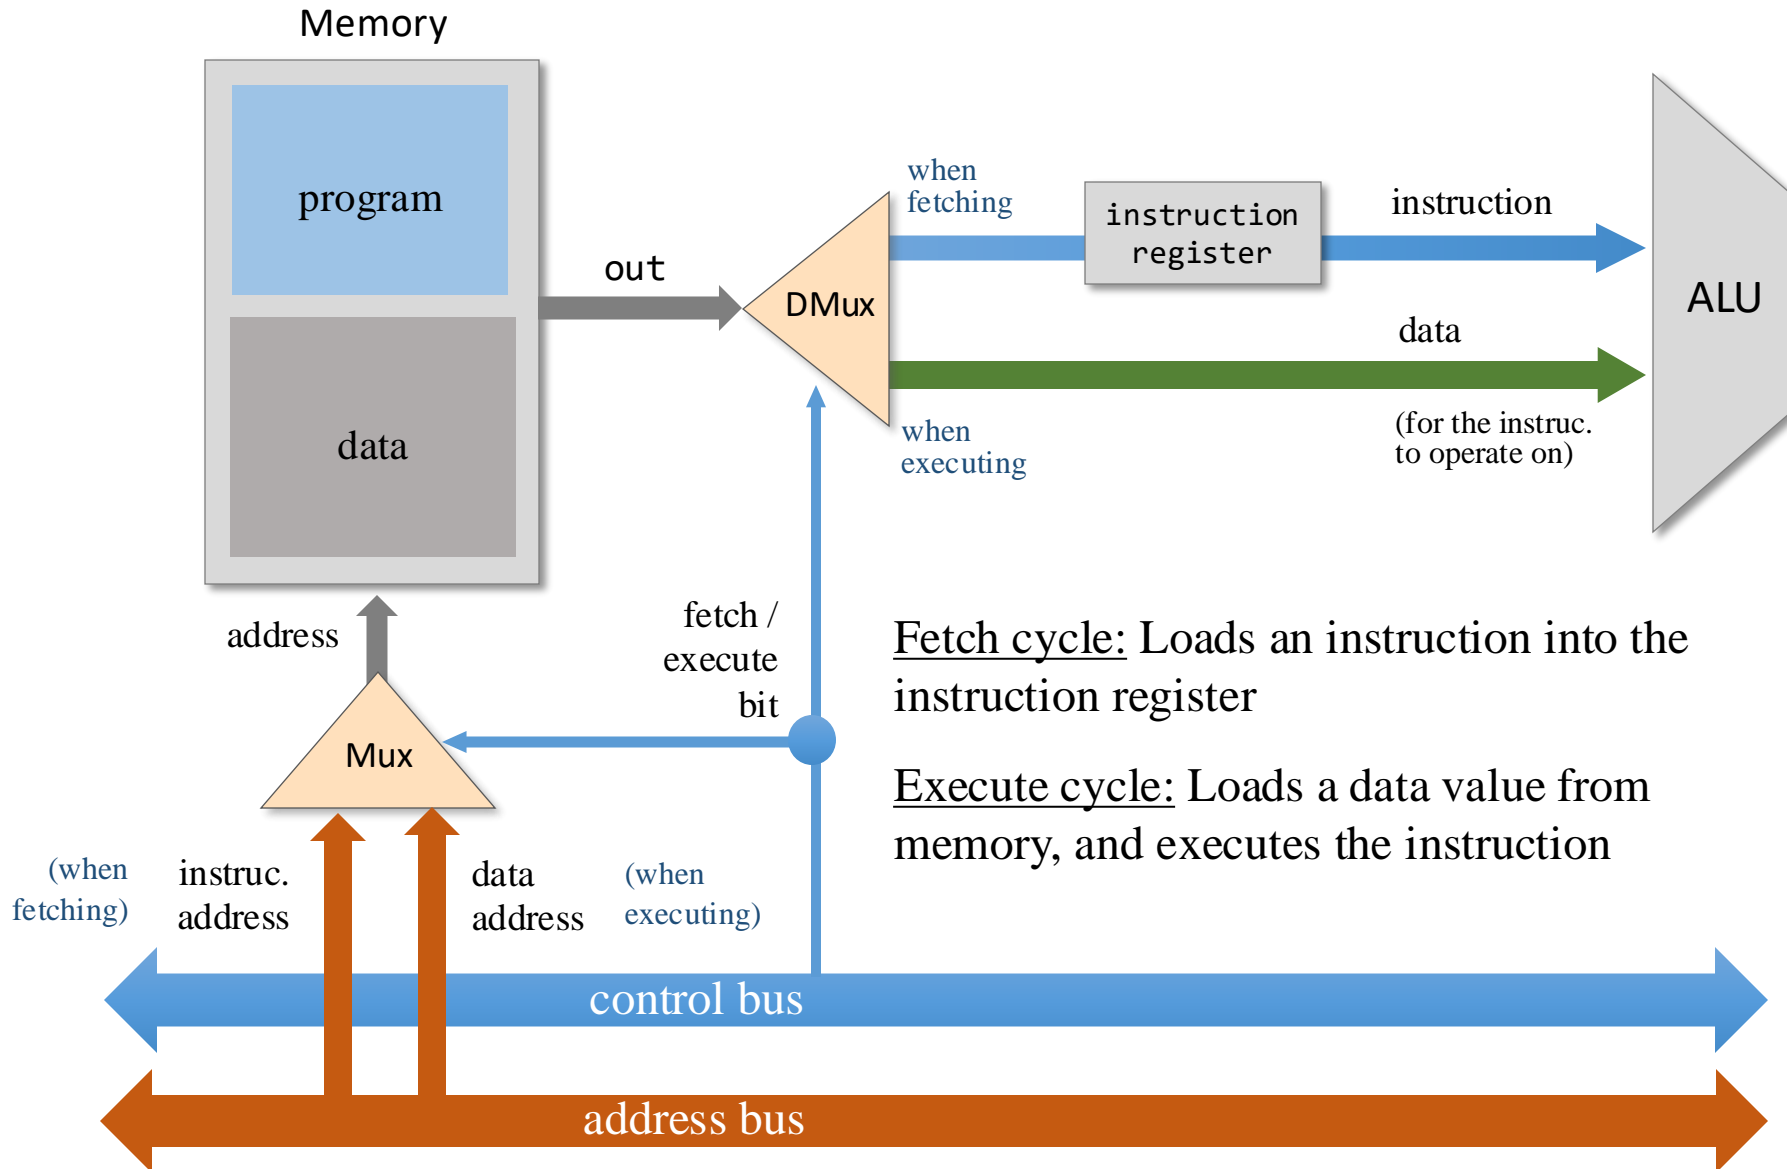 Memory
program
data
out
DMux
when
fetching
instruction
register
instruction
ALU
data
(for the instruc.
to operate on)
when
executing
address
fetch /
execute
bit
Mux
Fetch cycle: Loads an instruction into the
instruction register
Execute cycle: Loads a data value from
memory, and executes the instruction
(when
fetching)
instruc.
address
data
address
(when
executing)
control bus
address bus